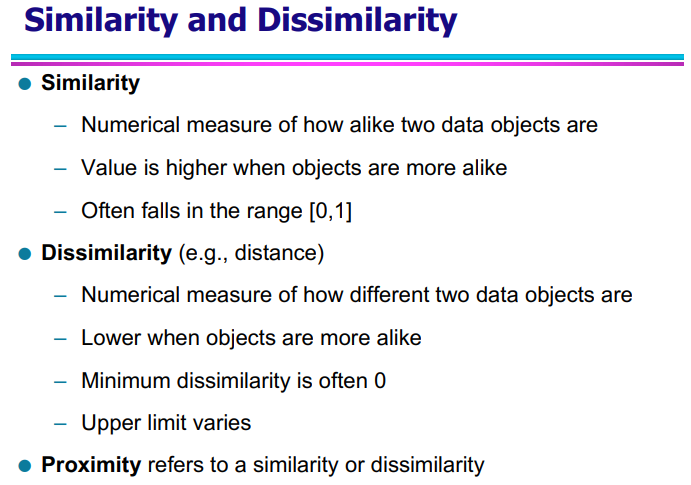 Similarity and Dissimilarity
● Similarity
– Numerical measure of how alike two data objects are
– Value is higher when objects are more alike
– Often falls in the range [0,1]
● Dissimilarity (e.g., distance)
– Numerical measure of how different two data objects are
– Lower when objects are more alike
– Minimum dissimilarity is often 0
– Upper limit varies
● Proximity refers to a similarity or dissimilarity